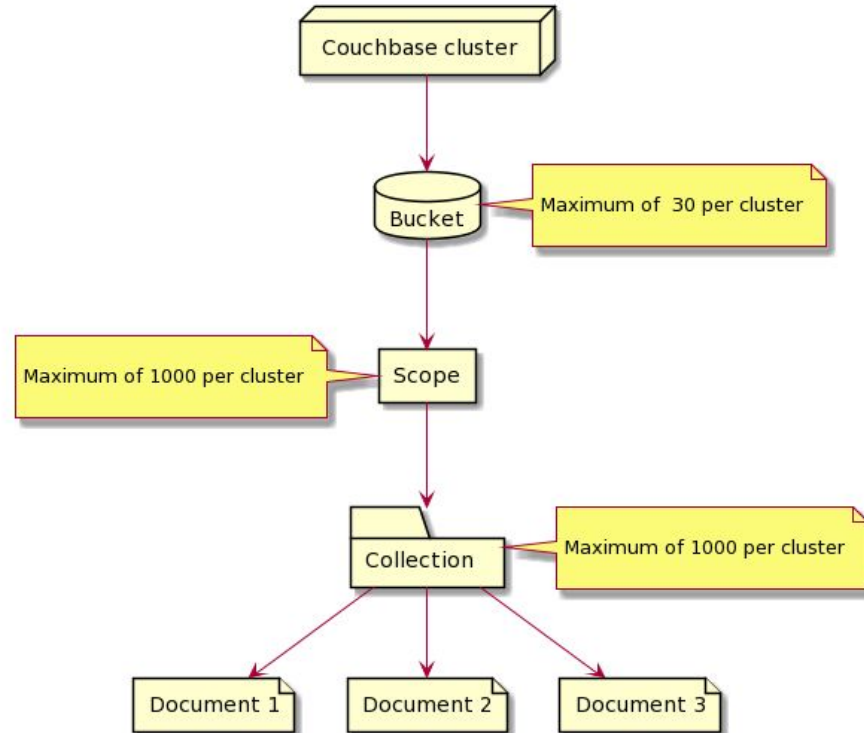 Couchbase cluster
Bucket
Maximum of  30 per cluster
Maximum of 1000 per cluster
Scope
Collection
Maximum of 1000 per cluster
Document 1
Document 2
Document 3